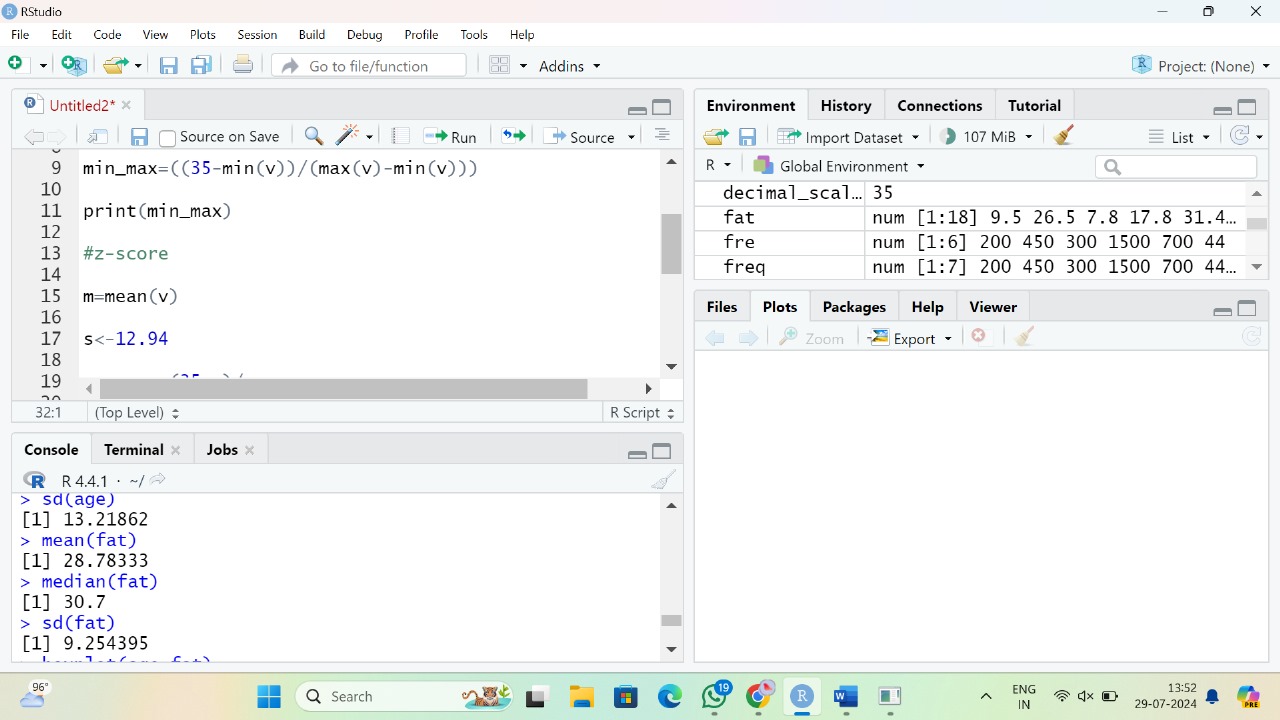 RStudio
File Edit Code View Plots Session Build Debug Profile Tools Help
Go to file/function Addins Project: (None)
Untitled2*
Source on Save Run Source
9 min_max=((35-min(v))/(max(v)-min(v)))
10
11 print(min_max)
12
13 #z-score
14
15 m=mean(v)
16
17 s<-12.94
18
19
32:1 (Top Level) R Script
Console Terminal Jobs
R 4.4.1 · ~/
> sd(age)
[1] 13.21862
> mean(fat)
[1] 28.78333
> median(fat)
[1] 30.7
> sd(fat)
[1] 9.254395
Environment History Connections Tutorial
Import Dataset 107 MiB List
R Global Environment
decimal_scal… 35
fat num [1:18] 9.5 26.5 7.8 17.8 31.4…
fre num [1:6] 200 450 300 1500 700 44
freq num [1:7] 200 450 300 1500 700 44…
Files Plots Packages Help Viewer
Zoom Export
96°
Search
19
ENG
IN
13:52
29-07-2024
PRE